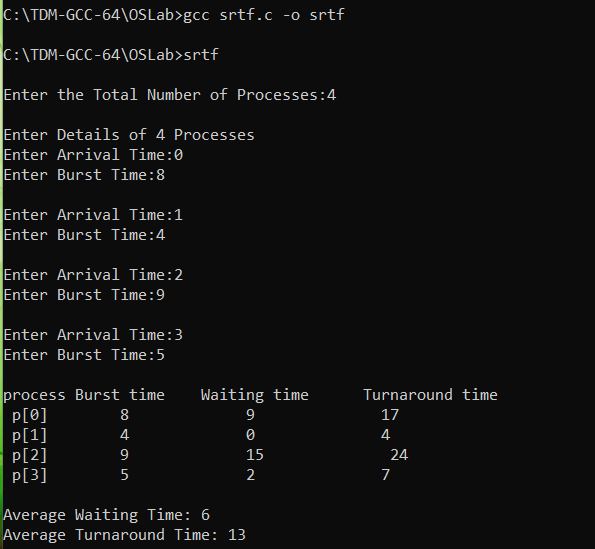 C:\TDM-GCC-64\OSLab>gcc srtf.c -o srtf
C:\TDM-GCC-64\OSLab>srtf
Enter the Total Number of Processes:4
Enter Details of 4 Processes
Enter Arrival Time:0
Enter Burst Time:8
Enter Arrival Time:1
Enter Burst Time:4
Enter Arrival Time:2
Enter Burst Time:9
Enter Arrival Time:3
Enter Burst Time:5
process Burst time    Waiting time      Turnaround time
p[0]        8             9              17
p[1]        4             0              4
p[2]        9             15              24
p[3]        5             2              7
Average Waiting Time: 6
Average Turnaround Time: 13